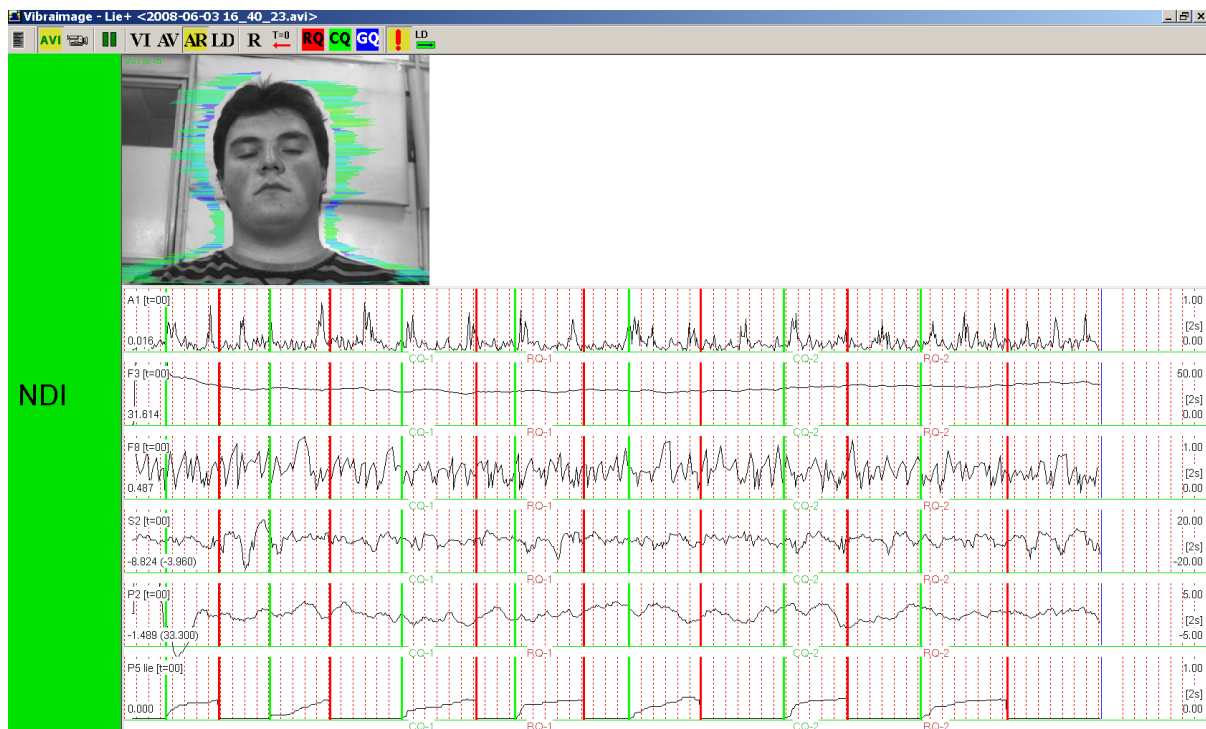 Vibraimage - Lie+ <2008-06-03 16_40_23.avi>
AVI VI AV AR LD R T=0 RQ CQ GQ ! LD
NDI
A1 [t=00]
1.00
[2s]
0.016
0.00
CQ-1 RQ-1 CQ-2 RQ-2
F3 [t=00]
50.00
[2s]
31.614
0.00
CQ-1 RQ-1 CQ-2 RQ-2
F8 [t=00]
1.00
[2s]
0.487
0.00
CQ-1 RQ-1 CQ-2 RQ-2
S2 [t=00]
20.00
[2s]
-8.824 (-3.960)
-20.00
CQ-1 RQ-1 CQ-2 RQ-2
P2 [t=00]
5.00
[2s]
-1.489 (33.300)
-5.00
CQ-1 RQ-1 CQ-2 RQ-2
P5 lie [t=00]
1.00
[2s]
0.000
0.00
CQ-1 RQ-1 CQ-2 RQ-2